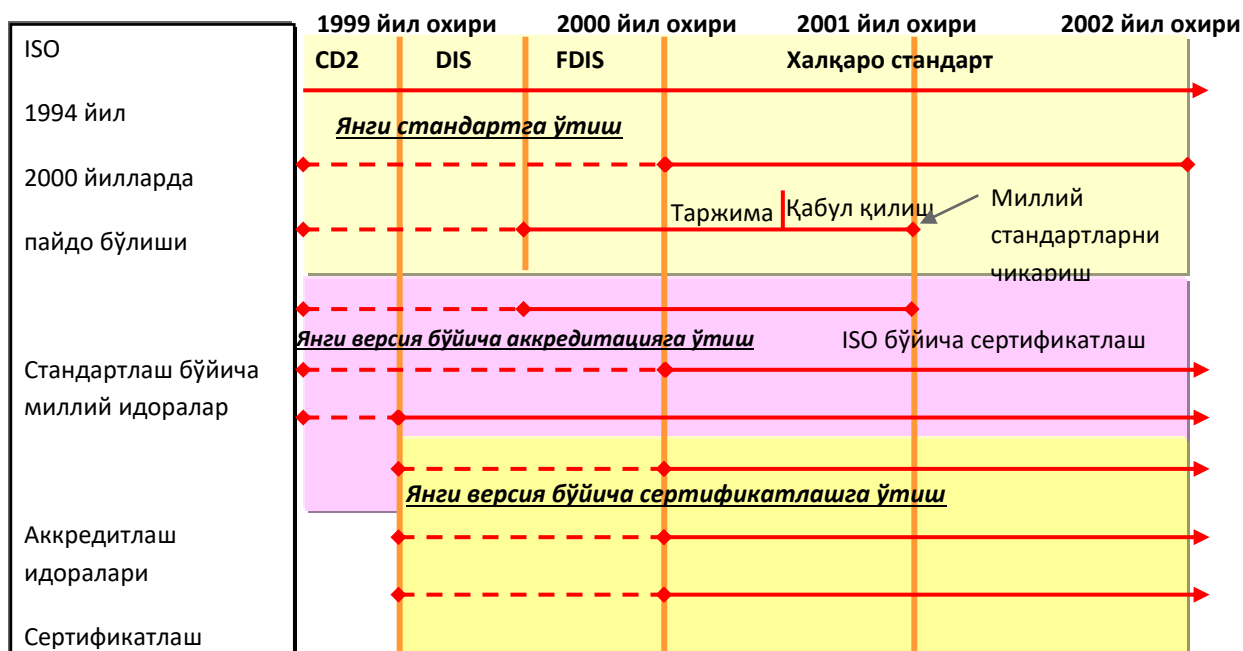 1999 йил охири 2000 йил охири 2001 йил охири 2002 йил охири
ISO
CD2 DIS FDIS Халқаро стандарт
1994 йил
Янги стандартга ўтиш
2000 йилларда
Таржима Қабул қилиш Миллий
стандартларни
чикариш
пайдо бўлиши
Янги версия бўйича аккредитацияга ўтиш ISO бўйича сертификатлаш
Стандартлаш бўйича
миллий идоралар
Янги версия бўйича сертификатлашга ўтиш
Аккредитлаш
идоралари
Сертификатлаш